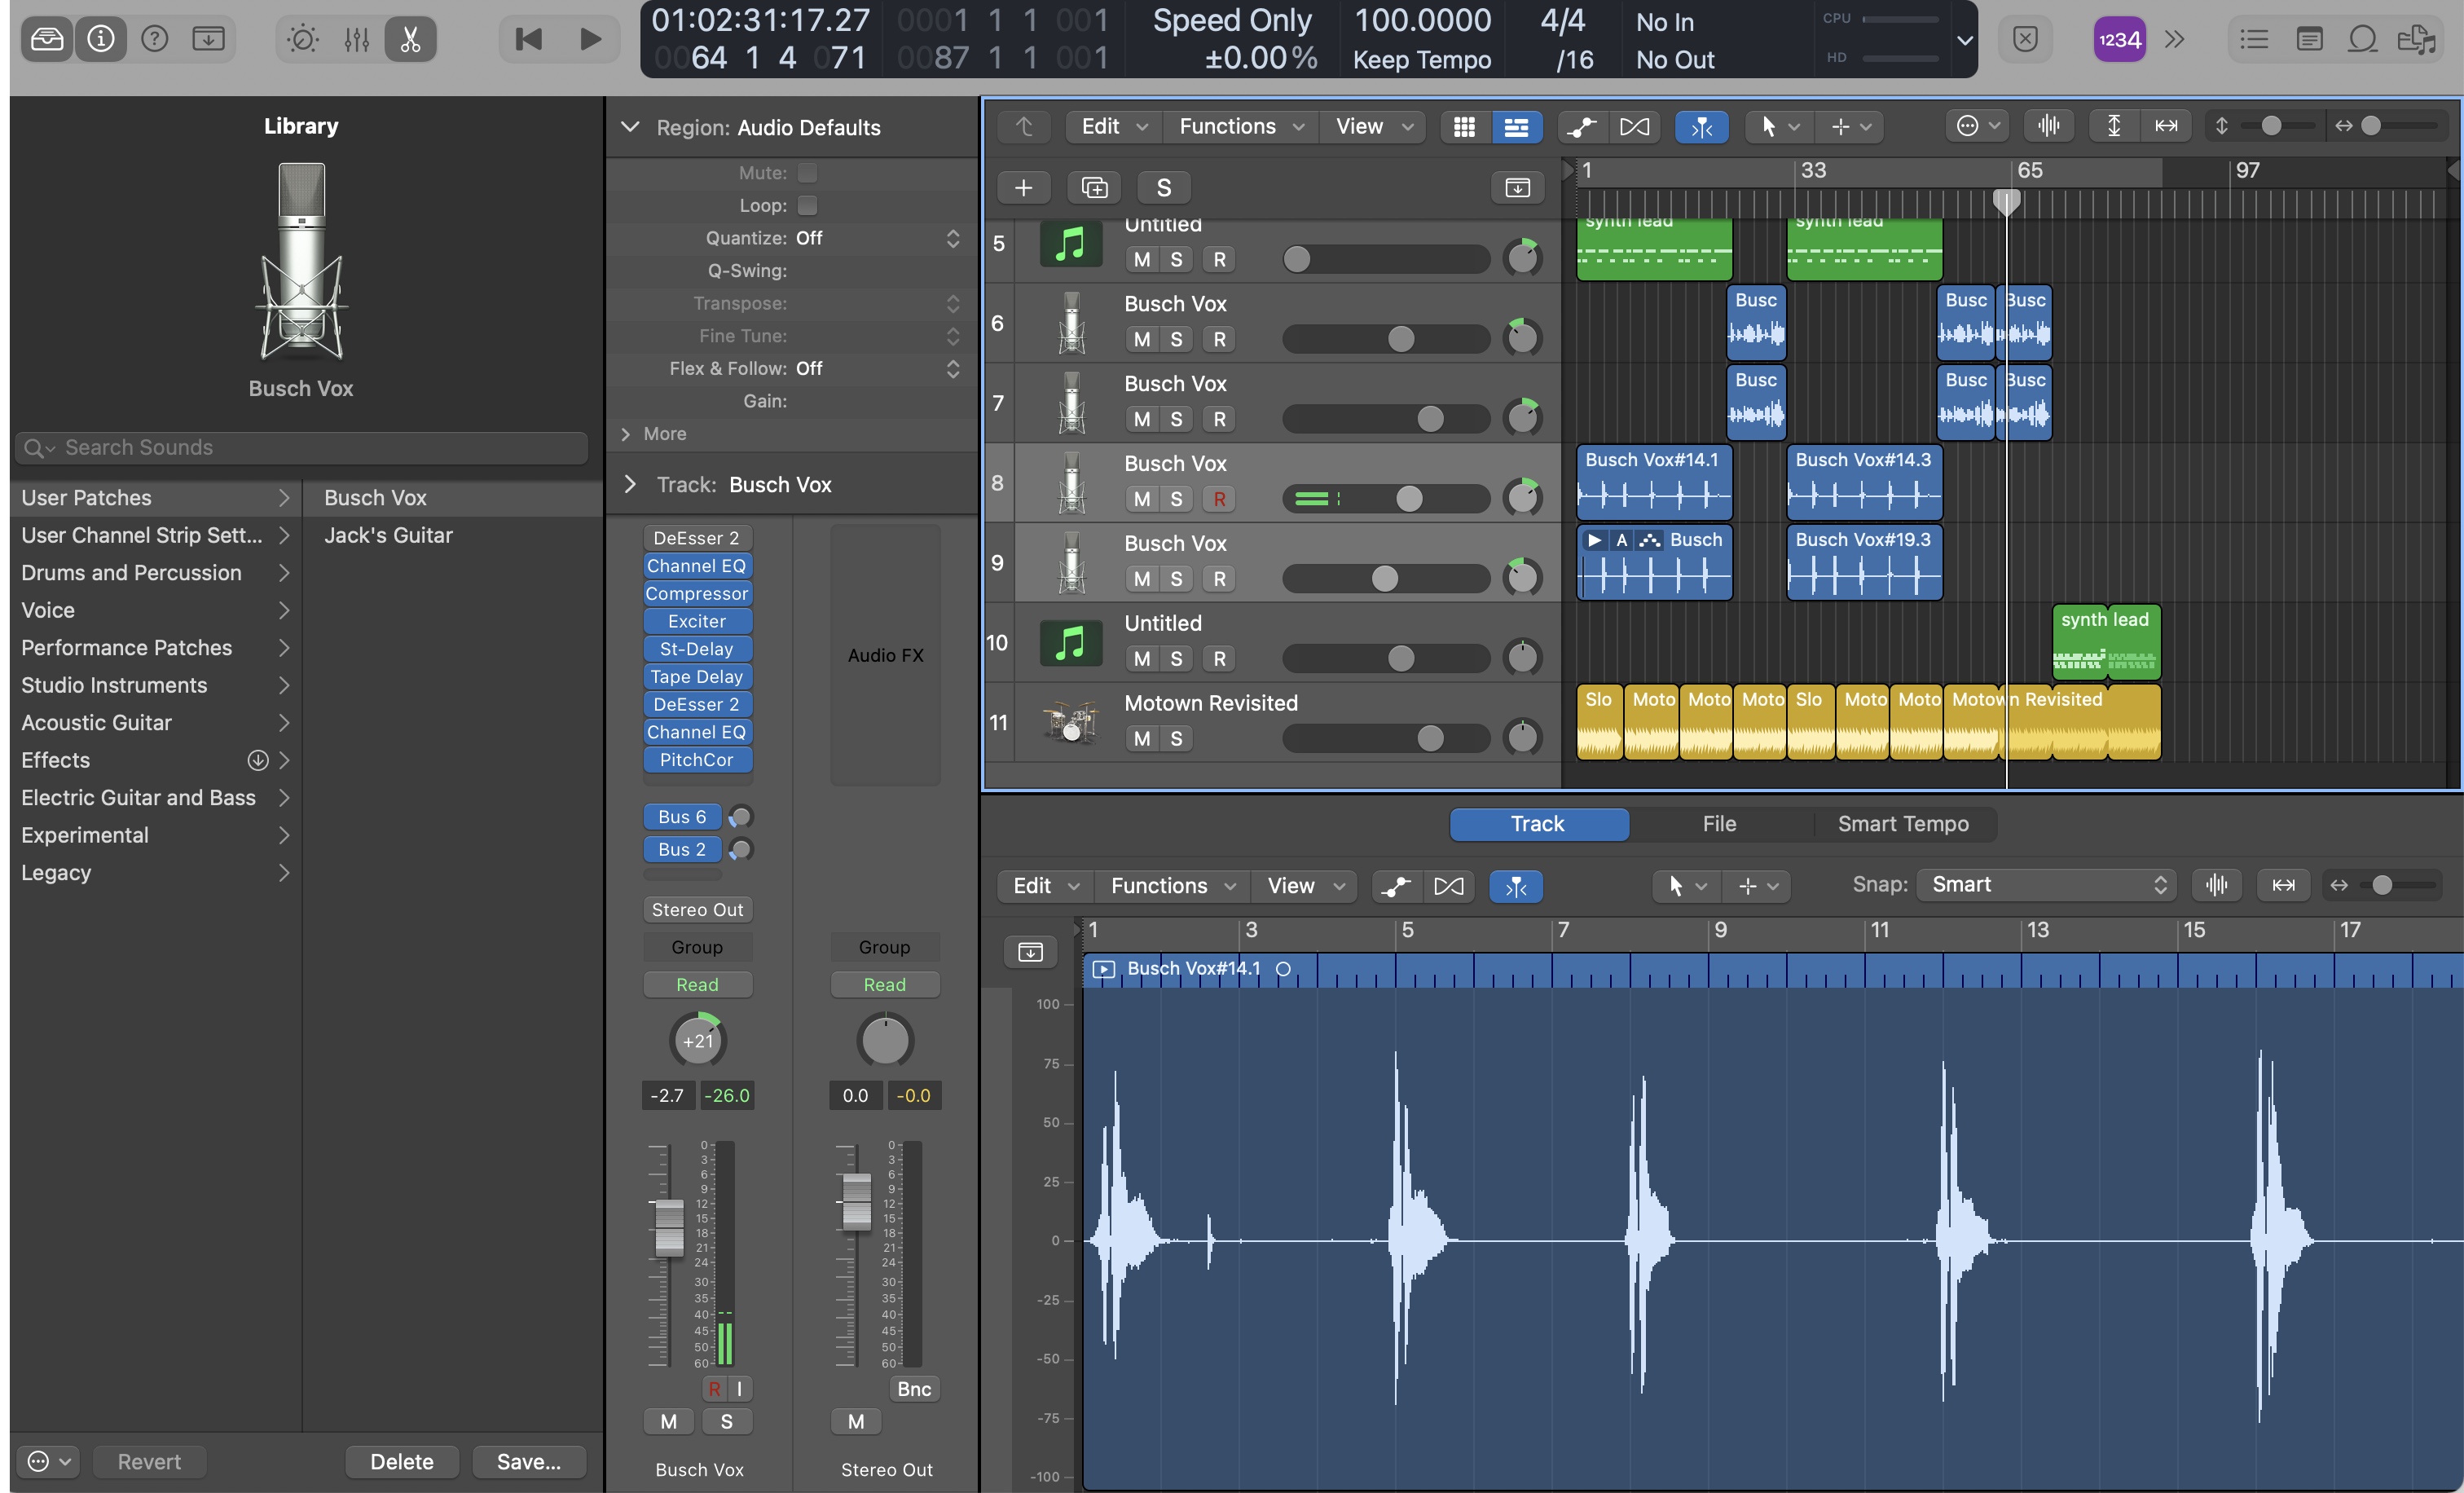 01:02:31:17.27
0064 1 4 071
0001 1 1 001
0087 1 1 001
Speed Only
±0.00%
100.0000
Keep Tempo
4/4
/16
No In
No Out
CPU
HD
1234
Library
Busch Vox
Search Sounds
User Patches
User Channel Strip Sett...
Drums and Percussion
Voice
Performance Patches
Studio Instruments
Acoustic Guitar
Effects
Electric Guitar and Bass
Experimental
Legacy
Busch Vox
Jack's Guitar
Revert
Delete
Save...
Region: Audio Defaults
Mute:
Loop:
Quantize: Off
Q-Swing:
Transpose:
Fine Tune:
Flex & Follow: Off
Gain:
More
Track: Busch Vox
DeEsser 2
Channel EQ
Compressor
Exciter
St-Delay
Tape Delay
DeEsser 2
Channel EQ
PitchCor
Bus 6
Bus 2
Stereo Out
Group
Read
+21
-2.7 -26.0
0
3
6
9
12
15
18
21
24
30
35
40
45
50
60
R I
M S
Busch Vox
Audio FX
Group
Read
0.0 -0.0
0
3
6
9
12
15
18
21
24
30
35
40
45
50
60
Bnc
M
Stereo Out
Edit Functions View
S
1 33 65 97
5 Untitled
M S R
synth lead synth lead
6 Busch Vox
M S R
Busc Busc Busc
7 Busch Vox
M S R
Busc Busc Busc
8 Busch Vox
M S R
Busch Vox#14.1 Busch Vox#14.3
9 Busch Vox
M S R
A Busch Busch Vox#19.3
10 Untitled
M S R
synth lead
11 Motown Revisited
M S
Slo Moto Moto Moto Slo Moto Moto Motown Revisited
Track File Smart Tempo
Edit Functions View Snap: Smart
1 3 5 7 9 11 13 15 17
Busch Vox#14.1
100
75
50
25
0
-25
-50
-75
-100